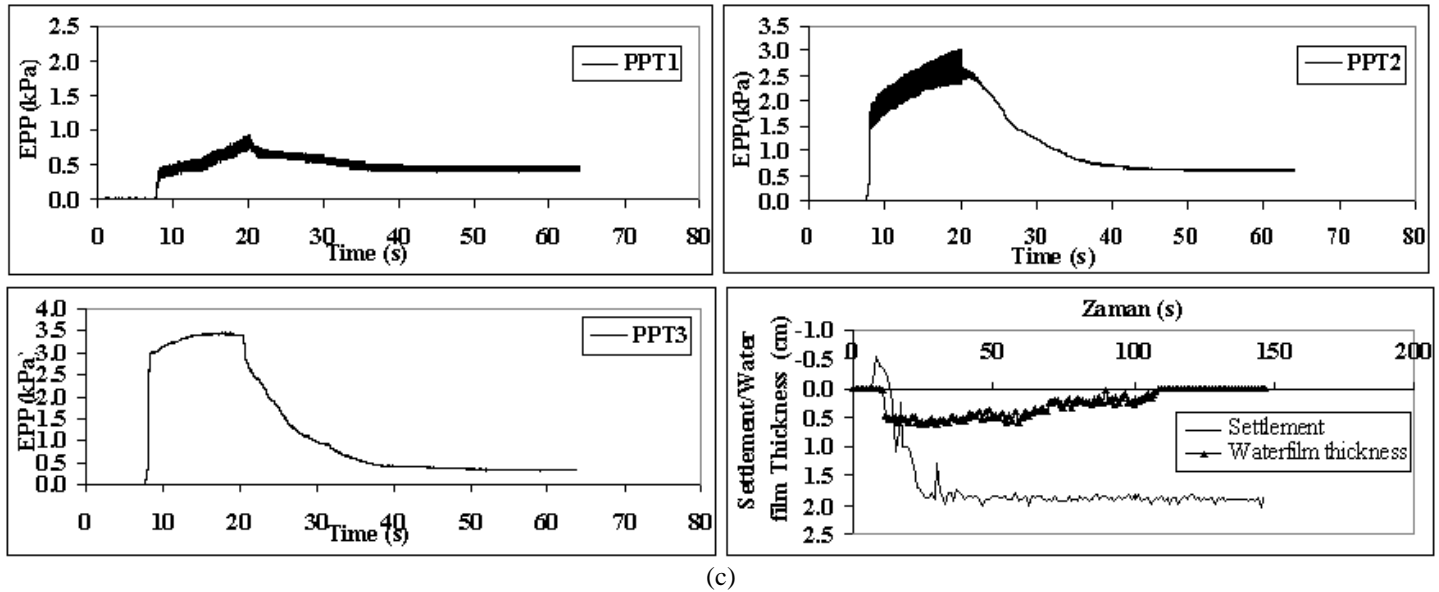 2.5
2.0
1.5
1.0
0.5
0.0
EPP(kPa)
PPT1
0 10 20 30 40 50 60 70 80
Time (s)
3.5
3.0
2.5
2.0
1.5
1.0
0.5
0.0
EPP(kPa)
PPT2
0 10 20 30 40 50 60 70 80
Time (s)
4.0
3.5
3.0
2.5
2.0
1.5
1.0
0.5
0.0
EPP(kPa`
PPT3
0 10 20 30 40 50 60 70 80
Time (s)
Zaman (s)
-1.0
-0.5
0.0
0.5
1.0
1.5
2.0
2.5
0 50 100 150 200
Settlement/Water
film Thickness (cm)
Settlement
Waterfilm thickness
(c)